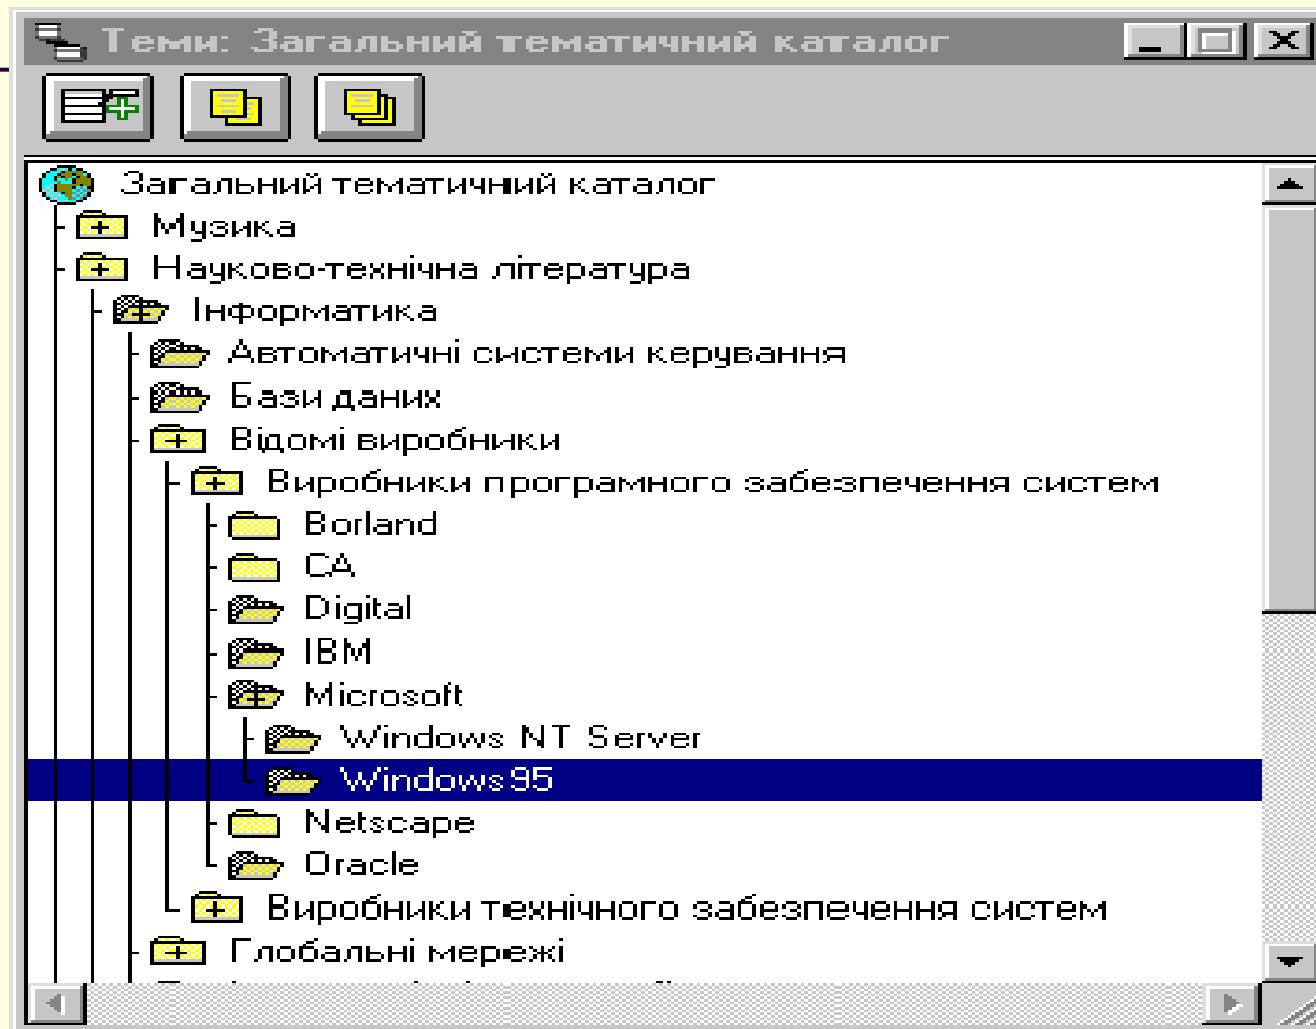 Теми: Загальний тематичний каталог
Загальний тематичний каталог
Музика
Науково-технічна література
Інформатика
Автоматичні системи керування
Бази даних
Відомі виробники
Виробники програмного забезпечення систем
Borland
CA
Digital
IBM
Microsoft
Windows NT Server
Windows 95
Netscape
Oracle
Виробники технічного забезпечення систем
Глобальні мережі